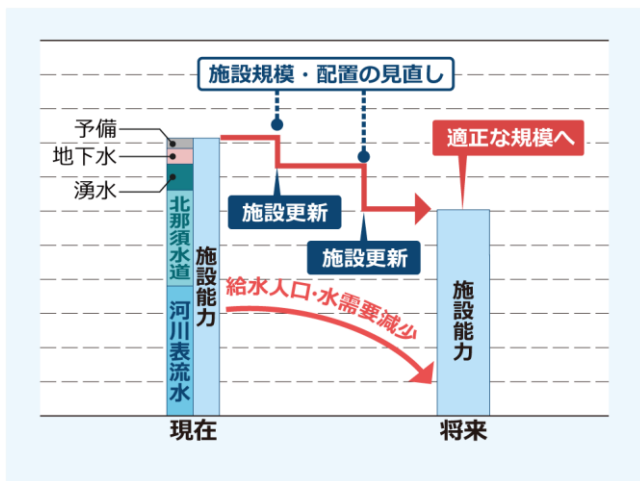 施設規模・配置の見直し
予備
地下水
湧水
北那須水道
河川表流水
施設能力
施設更新
施設更新
適正な規模へ
給水人口・水需要減少
施設能力
現在
将来